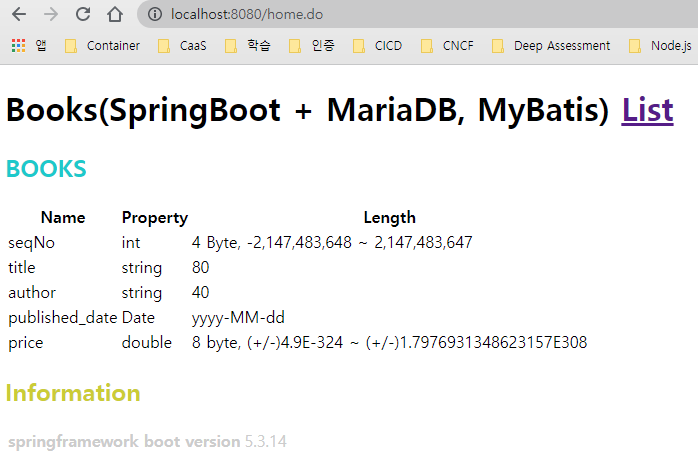 localhost:8080/home.do
앱 Container CaaS 학습 인증 CICD CNCF Deep Assessment Node.js
Books(SpringBoot + MariaDB, MyBatis) List
BOOKS
Name Property Length
seqNo int 4 Byte, -2,147,483,648 ~ 2,147,483,647
title string 80
author string 40
published_date Date yyyy-MM-dd
price double 8 byte, (+/-)4.9E-324 ~ (+/-)1.7976931348623157E308
Information
springframework boot version 5.3.14